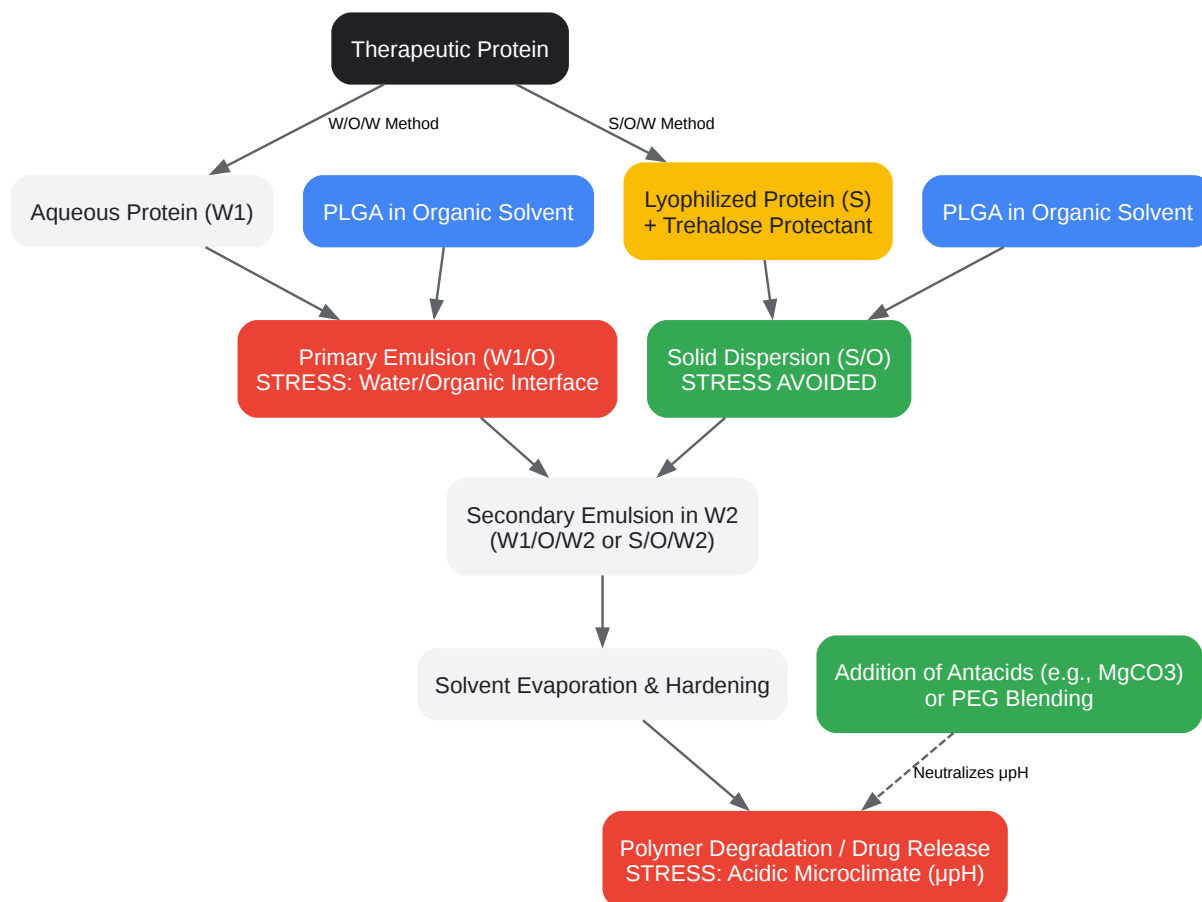 Therapeutic Protein
W/O/W Method
S/O/W Method
Aqueous Protein (W1)
PLGA in Organic Solvent
Lyophilized Protein (S)
+ Trehalose Protectant
PLGA in Organic Solvent
Primary Emulsion (W1/O)
STRESS: Water/Organic Interface
Solid Dispersion (S/O)
STRESS AVOIDED
Secondary Emulsion in W2
(W1/O/W2 or S/O/W2)
Solvent Evaporation & Hardening
Addition of Antacids (e.g., MgCO3)
or PEG Blending
Neutralizes μpH
Polymer Degradation / Drug Release
STRESS: Acidic Microclimate (μpH)